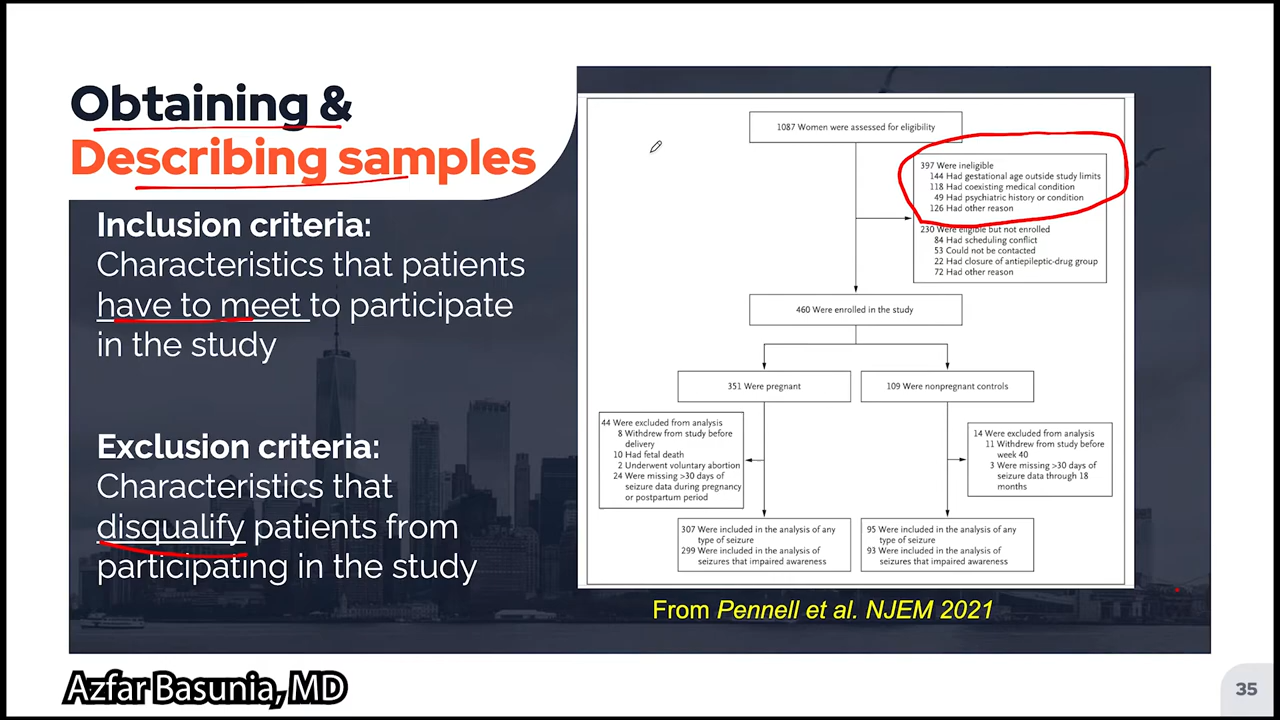 Obtaining &
Describing samples
Inclusion criteria:
Characteristics that patients
have to meet to participate
in the study
Exclusion criteria:
Characteristics that
disqualify patients from
participating in the study
1087 Women were assessed for eligibility
397 Were ineligible
144 Had gestational age outside study limits
118 Had coexisting medical condition
49 Had psychiatric history or condition
126 Had other reason
230 Were eligible but not enrolled
84 Had scheduling conflict
53 Could not be contacted
22 Had closure of antiepileptic-drug group
72 Had other reason
460 Were enrolled in the study
351 Were pregnant
109 Were nonpregnant controls
44 Were excluded from analysis
8 Withdrew from study before
delivery
10 Had fetal death
2 Underwent voluntary abortion
24 Were missing >30 days of
seizure data during pregnancy
or postpartum period
14 Were excluded from analysis
11 Withdrew from study before
week 40
3 Were missing >30 days of
seizure data through 18
months
307 Were included in the analysis of any
type of seizure
299 Were included in the analysis of
seizures that impaired awareness
95 Were included in the analysis of any
type of seizure
93 Were included in the analysis of
seizures that impaired awareness
From Pennell et al. NJEM 2021
Azfar Basunia, MD
35